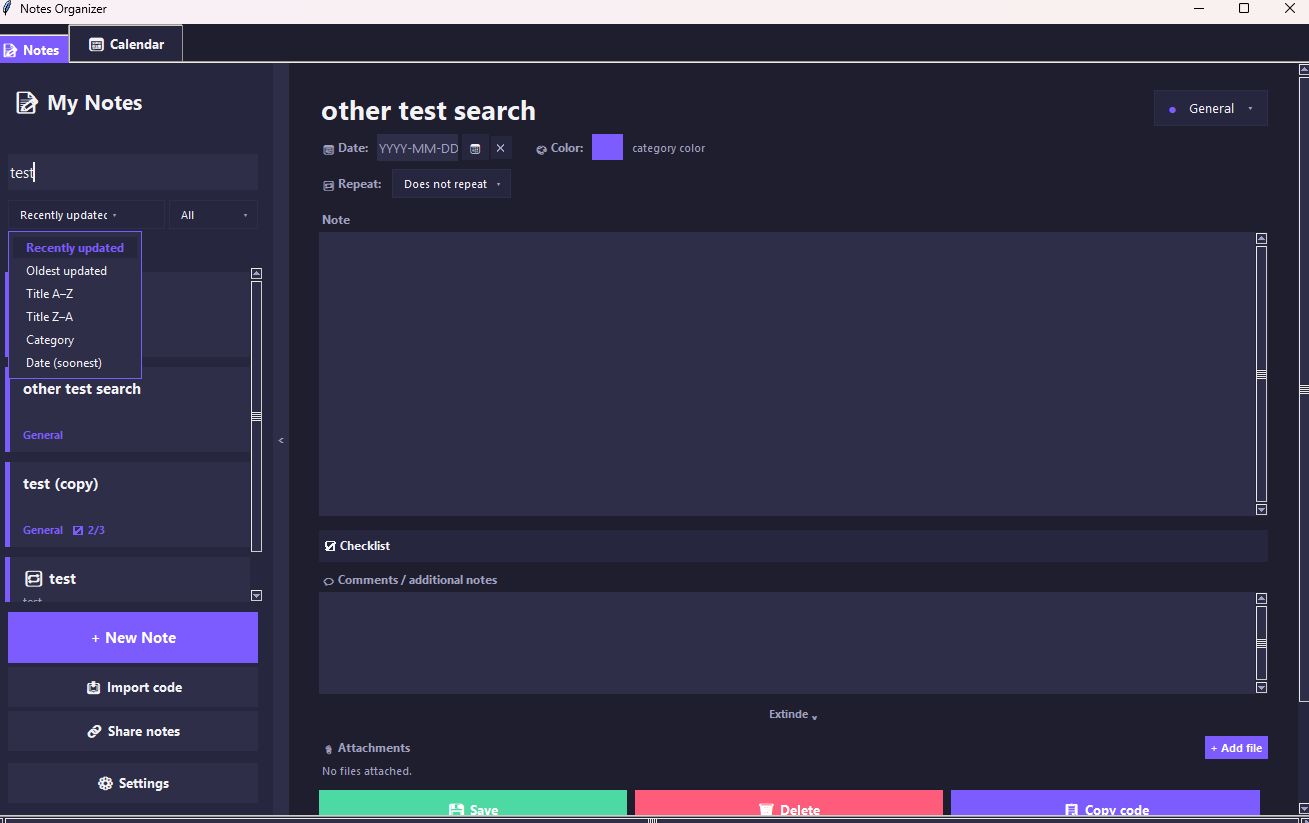 Notes Organizer
Notes
Calendar
My Notes
test
Recently updated
All
Recently updated
Oldest updated
Title A–Z
Title Z–A
Category
Date (soonest)
other test search
General
test (copy)
General 2/3
test
test
+ New Note
Import code
Share notes
Settings
<
other test search
General
Date: YYYY-MM-DD × Color: category color
Repeat: Does not repeat
Note
Checklist
Comments / additional notes
Extinde
Attachments
+ Add file
No files attached.
Save
Delete
Copy code